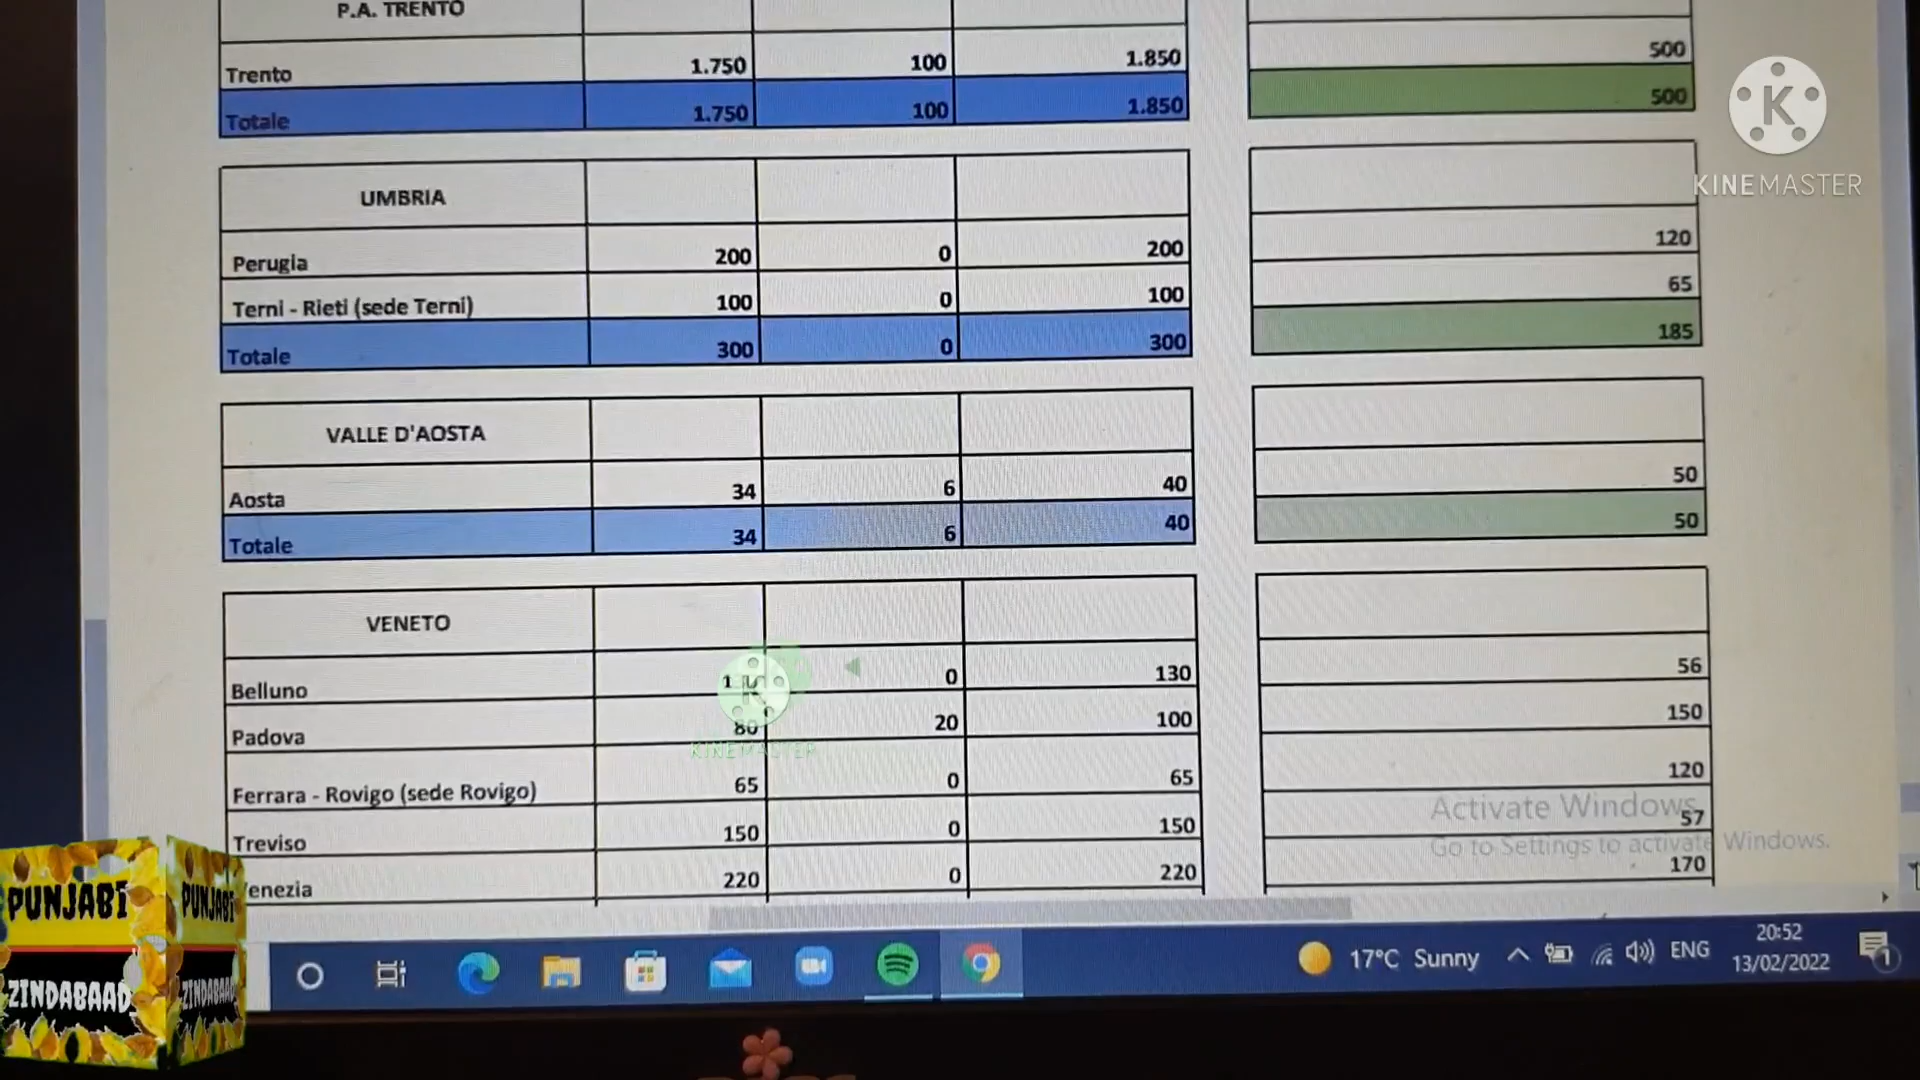 P.A. TRENTO
Trento 1.750 100 1.850 500
Totale 1.750 100 1.850 500
KINEMASTER
UMBRIA
Perugia 200 0 200 120
Terni - Rieti (sede Terni) 100 0 100 65
Totale 300 0 300 185
VALLE D'AOSTA
Aosta 34 6 40 50
Totale 34 6 40 50
VENETO
Belluno 0 130 56
Padova 80 20 100 150
KINEMASTER
Ferrara - Rovigo (sede Rovigo) 65 0 65 120
Activate Windows
Treviso 150 0 150 57
Go to Settings to activate Windows.
enezia 220 0 220 170
PUNJABI PUNJABI
ZINDABAAD ZINDABAAD
17°C Sunny ENG 20:52
13/02/2022
1